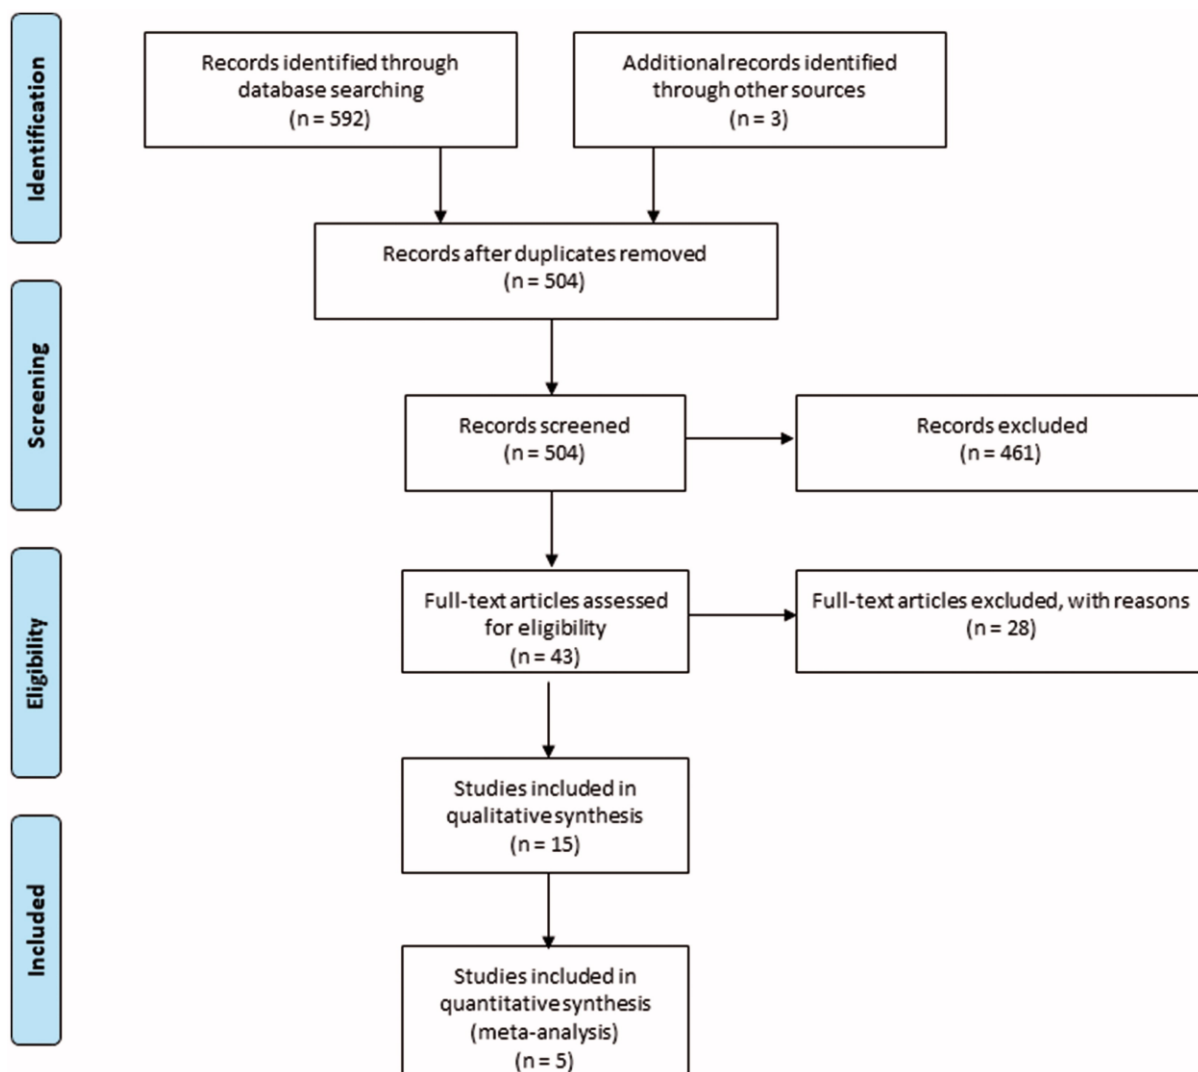 Identification
Records identified through
database searching
(n = 592)
Additional records identified
through other sources
(n = 3)
Records after duplicates removed
(n = 504)
Screening
Records screened
(n = 504)
Records excluded
(n = 461)
Eligibility
Full-text articles assessed
for eligibility
(n = 43)
Full-text articles excluded, with reasons
(n = 28)
Studies included in
qualitative synthesis
(n = 15)
Included
Studies included in
quantitative synthesis
(meta-analysis)
(n = 5)